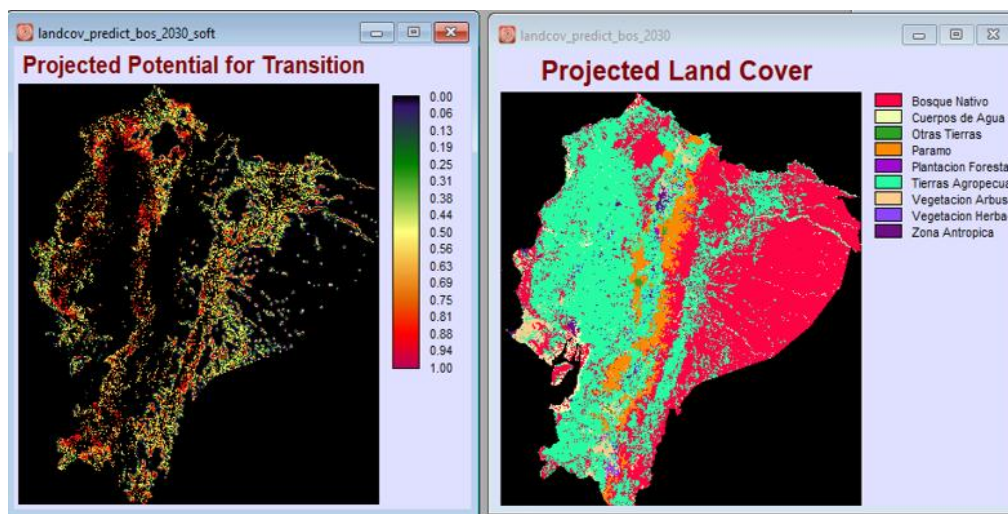 landcov_predict_bos_2030_soft
Projected Potential for Transition
0.00
0.06
0.13
0.19
0.25
0.31
0.38
0.44
0.50
0.56
0.63
0.69
0.75
0.81
0.88
0.94
1.00
landcov_predict_bos_2030
Projected Land Cover
Bosque Nativo
Cuerpos de Agua
Otras Tierras
Paramo
Plantacion Foresta
Tierras Agropecua
Vegetacion Arbus
Vegetacion Herba
Zona Antropica